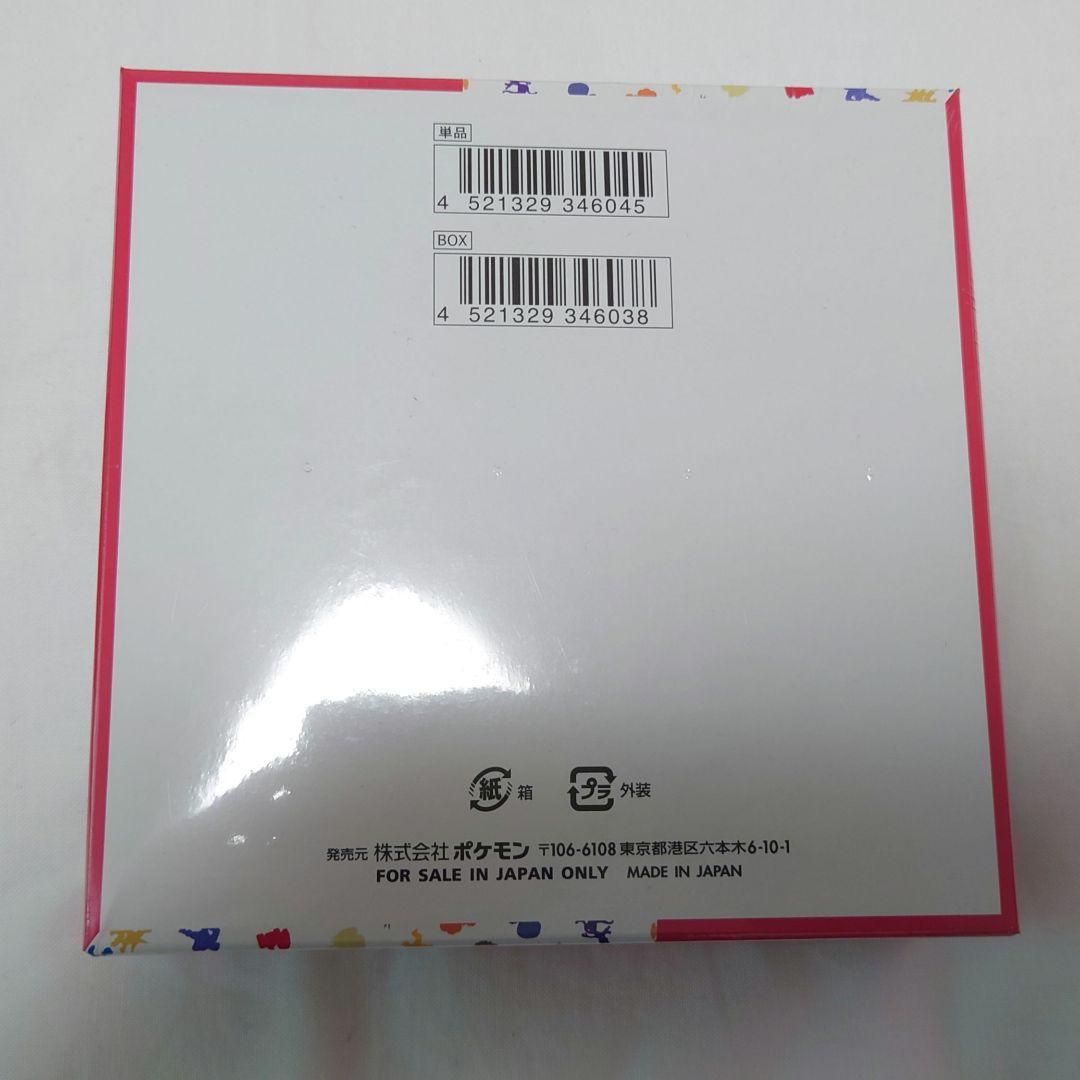 単品
4 521329 346045
BOX
4 521329 346038
紙 箱 プラ 外装
発売元 株式会社 ポケモン 〒106-6108 東京都港区六本木6-10-1
FOR SALE IN JAPAN ONLY MADE IN JAPAN